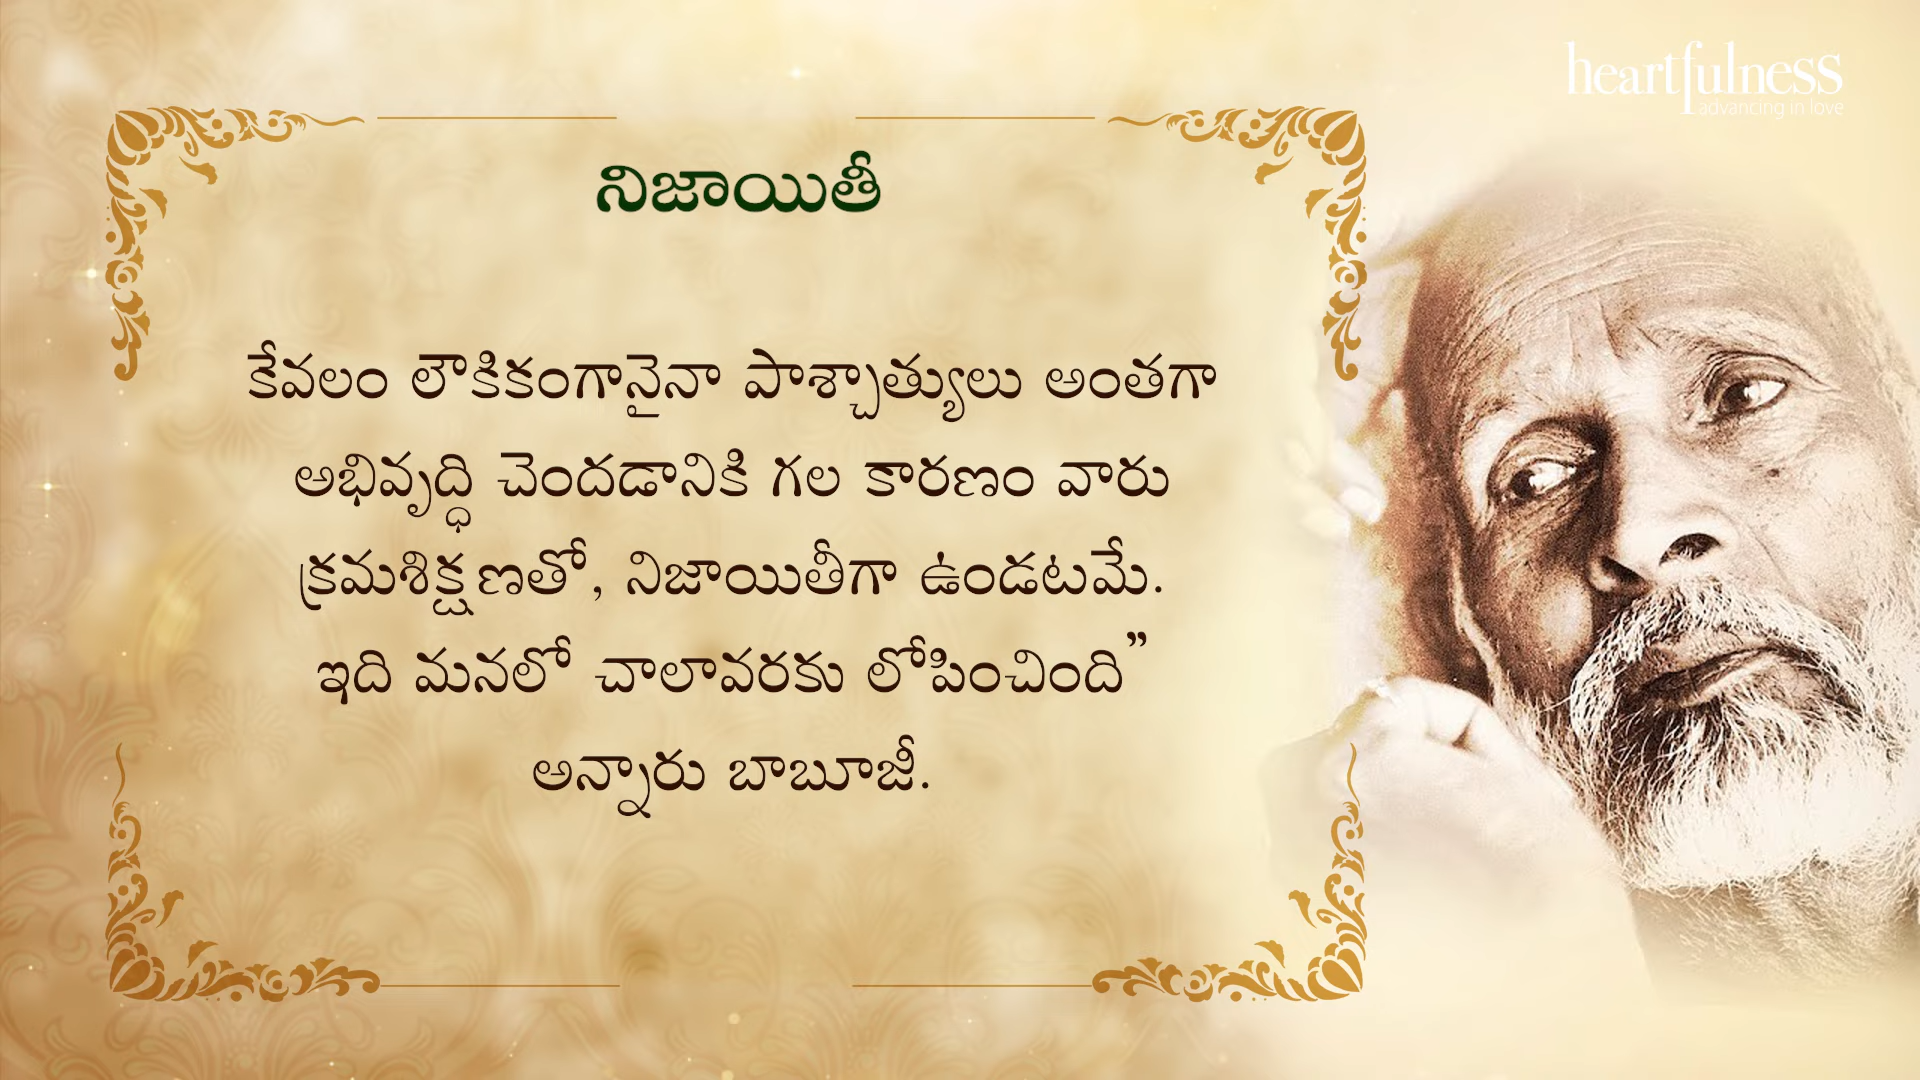 heartfulness
advancing in love
నిజాయితీ
కేవలం లౌకికంగానైనా పాశ్చాత్యులు అంతగా
అభివృద్ధి చెందడానికి గల కారణం వారు
క్రమశిక్షణతో, నిజాయితీగా ఉండటమే.
ఇది మనలో చాలావరకు లోపించింది”
అన్నారు బాబూజీ.